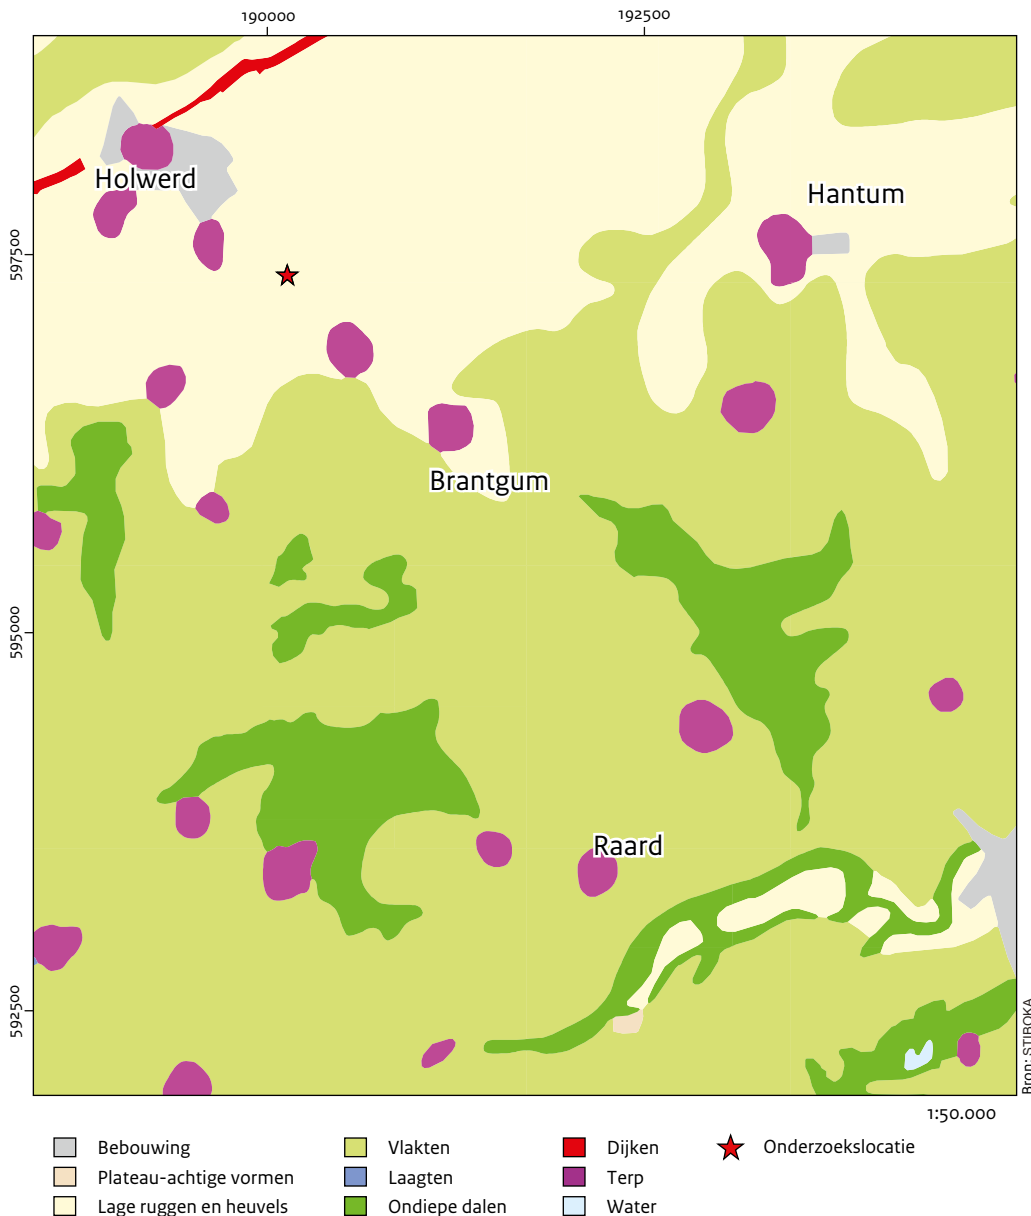 190000
192500
Holwerd
Hantum
597500
Brantgum
595000
Raard
592500
Bron: STIBOKA
1:50.000
Bebouwing
Plateau-achtige vormen
Lage ruggen en heuvels
Vlakten
Laagten
Ondiepe dalen
Dijken
Terp
Water
Onderzoekslocatie